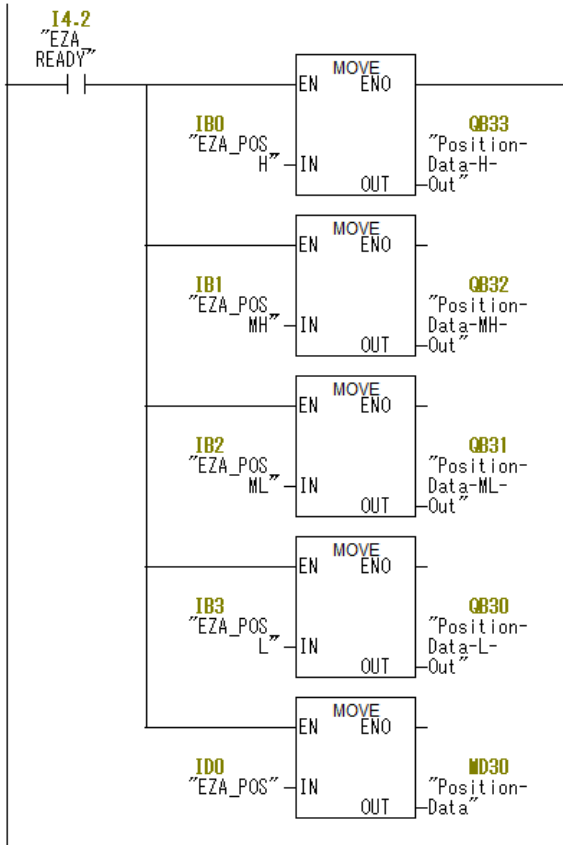 I4.2
"EZA_
READY"
MOVE
EN ENO
IB0
"EZA_POS_
H"
IN
OUT
QB33
"Position-
Data-H-
Out"
MOVE
EN ENO
IB1
"EZA_POS_
MH"
IN
OUT
QB32
"Position-
Data-MH-
Out"
MOVE
EN ENO
IB2
"EZA_POS_
ML"
IN
OUT
QB31
"Position-
Data-ML-
Out"
MOVE
EN ENO
IB3
"EZA_POS_
L"
IN
OUT
QB30
"Position-
Data-L-
Out"
MOVE
EN ENO
ID0
"EZA_POS"
IN
OUT
MD30
"Position-
Data"